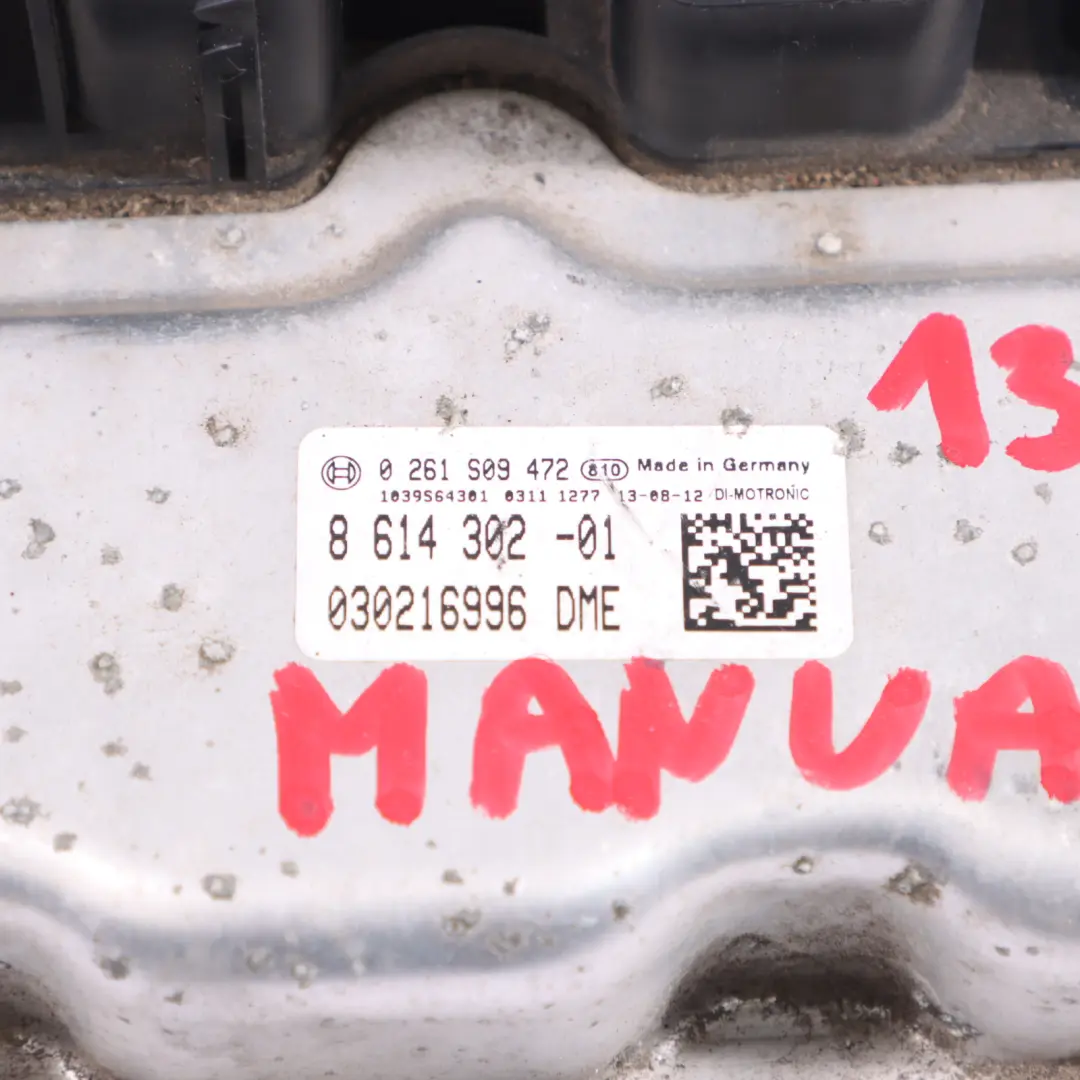 13
0 261 S09 472 810 Made in Germany
1039S64301 0311 1277 13-08-12 DI-MOTRONIC
8 614 302 -01
030216996 DME
MANUA